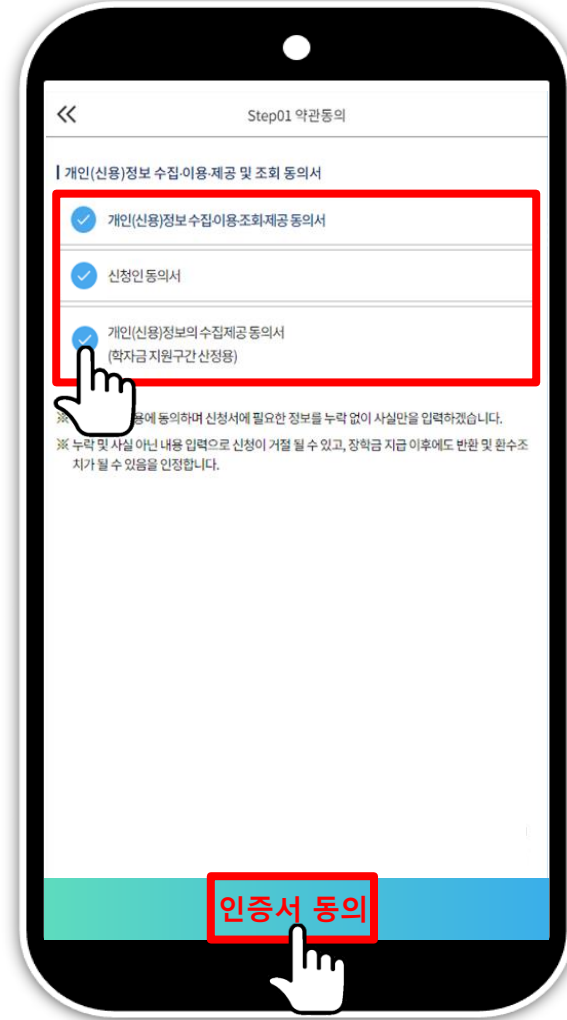 Step01 약관동의
개인(신용)정보 수집·이용·제공 및 조회 동의서
개인(신용)정보 수집·이용·조회·제공 동의서
신청인 동의서
개인(신용)정보의 수집제공 동의서
(학자금 지원구간 산정용)
※ 용에 동의하며 신청서에 필요한 정보를 누락 없이 사실만을 입력하겠습니다.
※ 누락 및 사실 아닌 내용 입력으로 신청이 거절 될 수 있고, 장학금 지급 이후에도 반환 및 환수조
치가 될 수 있음을 인정합니다.
인증서 동의